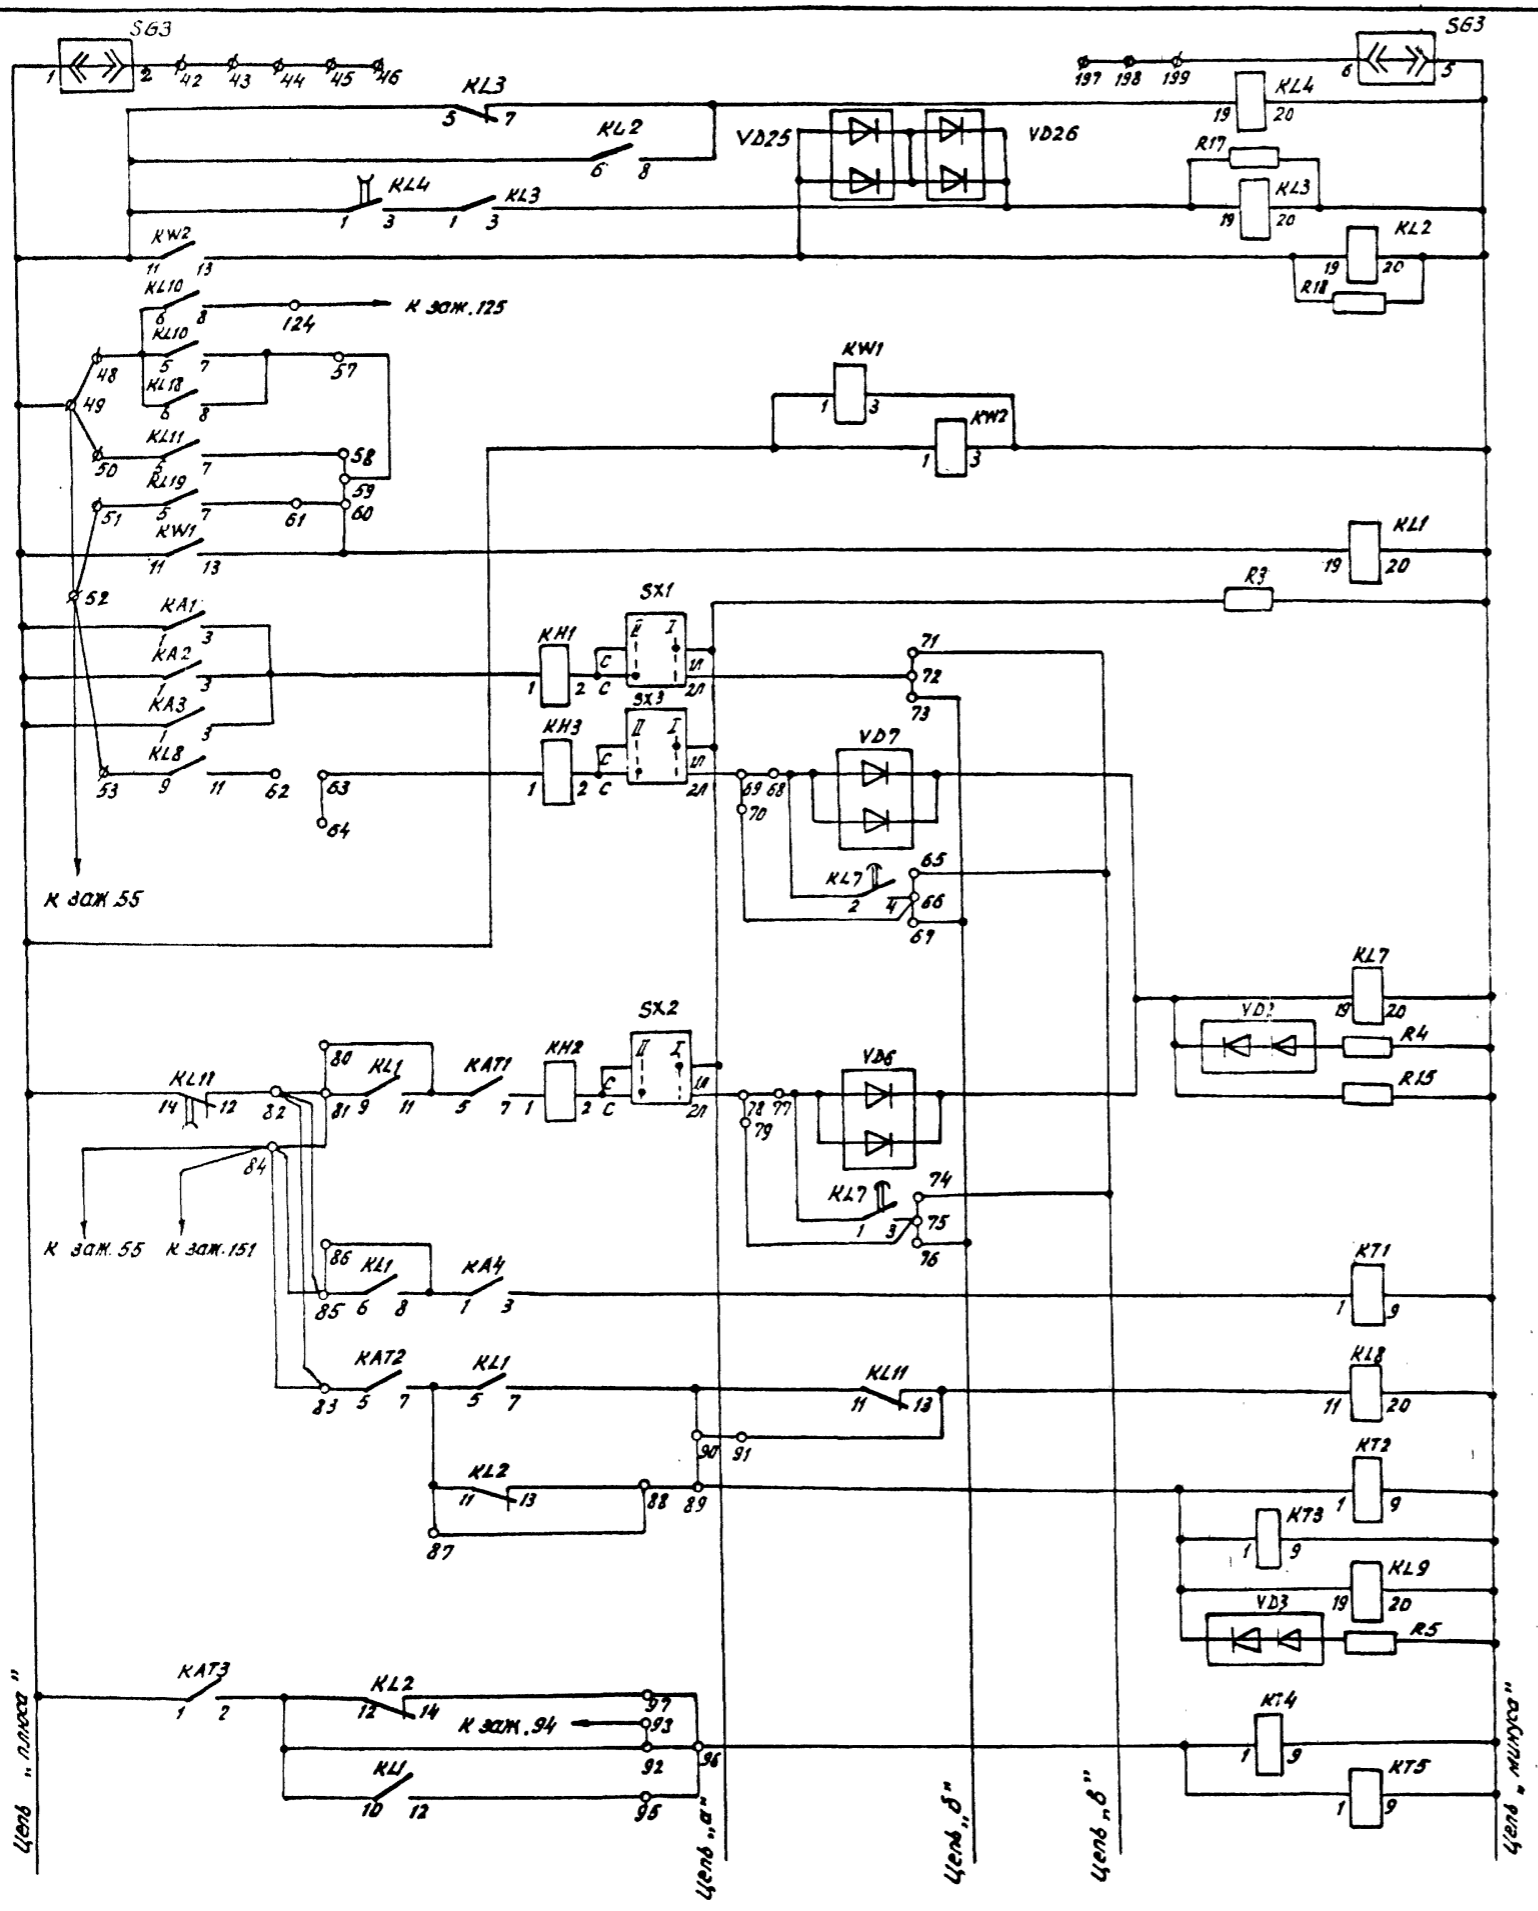 SG3 SG3
1 2 42 43 44 45 46 197 198 199 6 5
KL3 KL4
5 7 19 20
KL2 VD25 VD26
6 8 R17
KL4 KL3 KL3
1 3 1 3 19 20
KW2 KL2
11 13 19 20
KL10 R18
6 8 124 К заж.125
KL10
48 5 7 57 KW1
KL18 1 3
49 6 8 KW2
KL11 58 1 3
50 5 7 59
RL19
51 5 7 61 60
KW1 KL1
11 13 19 20
52 SX1 R3
KA1 KH1 II I 71
1 3 С 1Л
KA2 1 2 С 2Л 72
1 3 SX3 73
KA3 KH3 II I VD7
1 3 С 1Л
KL8 1 2 С 2Л 69 68
53 9 11 62 63 70
64
KL7 65
К заж.55 2 4 66
69
KL7
SX2 19 20
80 KH2 II I VD6 R4
KL11 KL1 KAT1 С 1Л R15
14 12 82 81 9 11 5 7 1 2 С 2Л 78 77
84 79
KL7 74
К заж.55 К заж.151 1 3 75
76
86 KL1 KA4 KT1
85 6 8 1 3 1 9
KAT2 KL1 KL11 KL8
83 5 7 5 7 11 13 11 20
90 91 KT2
KL2
11 13 88 89 1 9
87 KT3
1 9
KL9
19 20
VD3 R5
KAT3 KL2 KT4
1 2 12 14 97
К заж.94 93
92 96 1 9
KL1 KT5
10 12 95 1 9
Цепь „плюса"
Цепь „а"
Цепь „б"
Цепь „в"